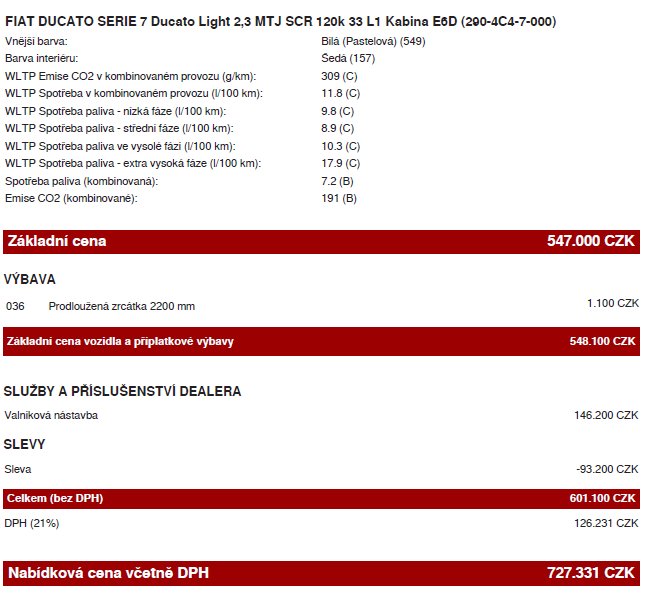 FIAT DUCATO SERIE 7 Ducato Light 2,3 MTJ SCR 120k 33 L1 Kabina E6D (290-4C4-7-000)
Vnější barva: Bílá (Pastelová) (549)
Barva interiéru: Šedá (157)
WLTP Emise CO2 v kombinovaném provozu (g/km): 309 (C)
WLTP Spotřeba v kombinovaném provozu (l/100 km): 11.8 (C)
WLTP Spotřeba paliva - nizká fáze (l/100 km): 9.8 (C)
WLTP Spotřeba paliva - střední fáze (l/100 km): 8.9 (C)
WLTP Spotřeba paliva ve vysolé fázi (l/100 km): 10.3 (C)
WLTP Spotřeba paliva - extra vysoká fáze (l/100 km): 17.9 (C)
Spotřeba paliva (kombinovaná): 7.2 (B)
Emise CO2 (kombinované): 191 (B)
Základní cena 547.000 CZK
VÝBAVA
036 Prodloužená zrcátka 2200 mm 1.100 CZK
Základní cena vozidla a příplatkové výbavy 548.100 CZK
SLUŽBY A PŘÍSLUŠENSTVÍ DEALERA
Valníková nástavba 146.200 CZK
SLEVY
Sleva -93.200 CZK
Celkem (bez DPH) 601.100 CZK
DPH (21%) 126.231 CZK
Nabídková cena včetně DPH 727.331 CZK